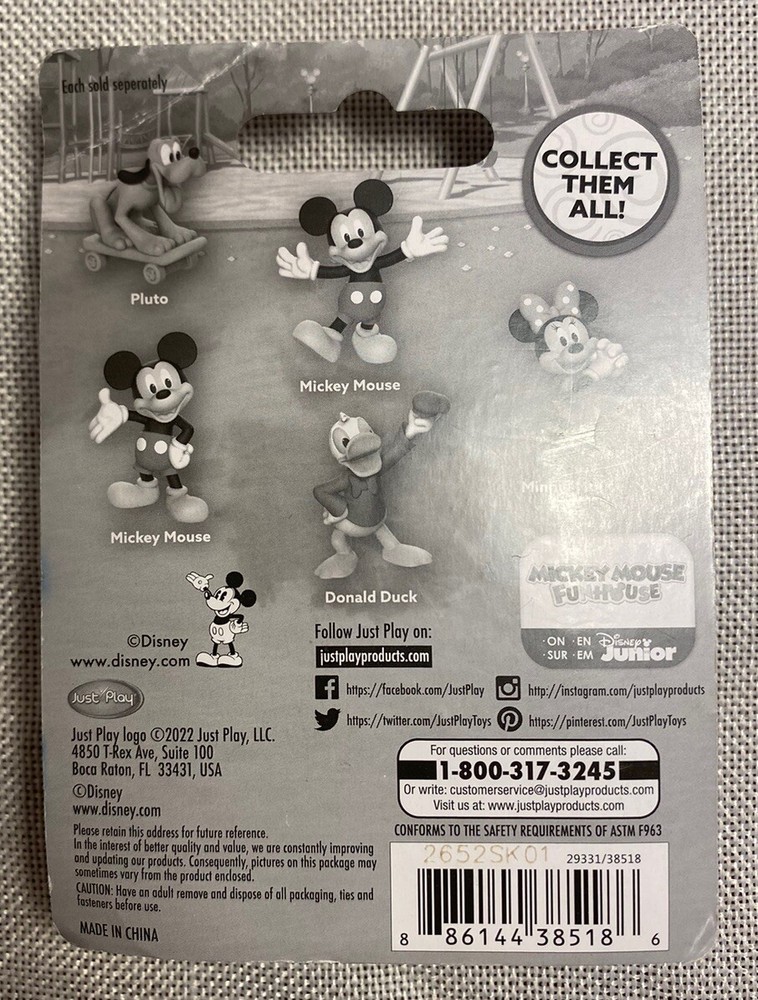 Each sold seperately
COLLECT
THEM
ALL!
Pluto
Mickey Mouse
Mickey Mouse
Donald Duck
MICKEY MOUSE
FUNHOUSE
·ON ·EN Disney
·SUR ·EM Junior
©Disney
www.disney.com
Follow Just Play on:
justplayproducts.com
https://facebook.com/JustPlay
http://instagram.com/justplayproducts
https://twitter.com/JustPlayToys
https://pinterest.com/JustPlayToys
Just Play
Just Play logo ©2022 Just Play, LLC.
4850 T-Rex Ave, Suite 100
Boca Raton, FL 33431, USA
©Disney
www.disney.com
Please retain this address for future reference.
In the interest of better quality and value, we are constantly improving
and updating our products. Consequently, pictures on this package may
sometimes vary from the product enclosed.
CAUTION: Have an adult remove and dispose of all packaging, ties and
fasteners before use.
MADE IN CHINA
For questions or comments please call:
1-800-317-3245
Or write: customerservice@justplayproducts.com
Visit us at: www.justplayproducts.com
CONFORMS TO THE SAFETY REQUIREMENTS OF ASTM F963
2652SK01 29331/38518
8 86144 38518 6